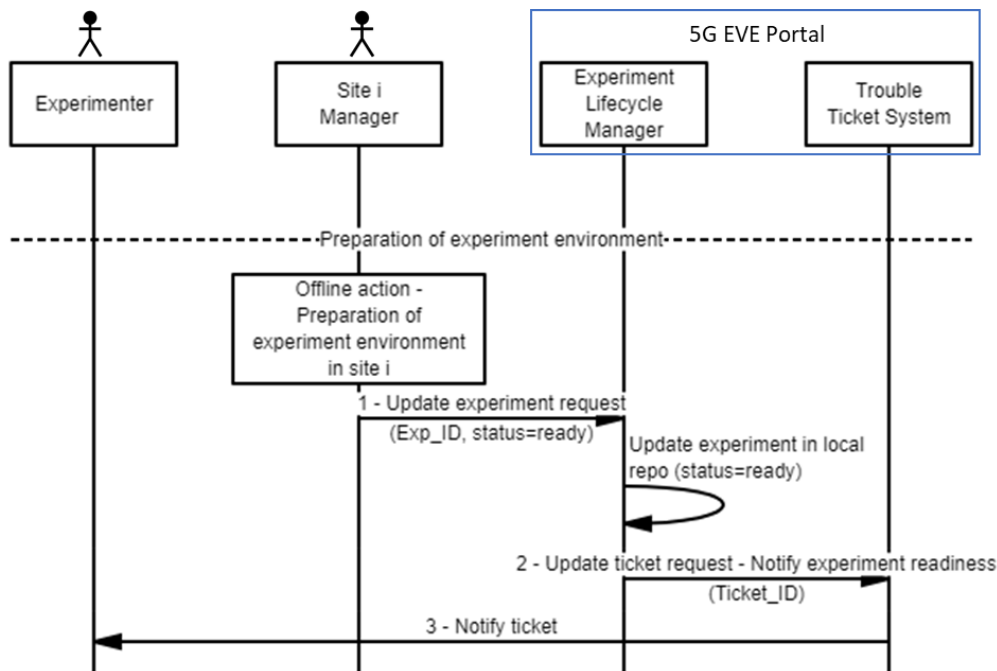 5G EVE Portal
Experimenter
Site i
Manager
Experiment
Lifecycle
Manager
Trouble
Ticket System
Preparation of experiment environment
Offline action -
Preparation of
experiment environment
in site i
1 - Update experiment request
(Exp_ID, status=ready)
Update experiment in local
repo (status=ready)
2 - Update ticket request - Notify experiment readiness
(Ticket_ID)
3 - Notify ticket